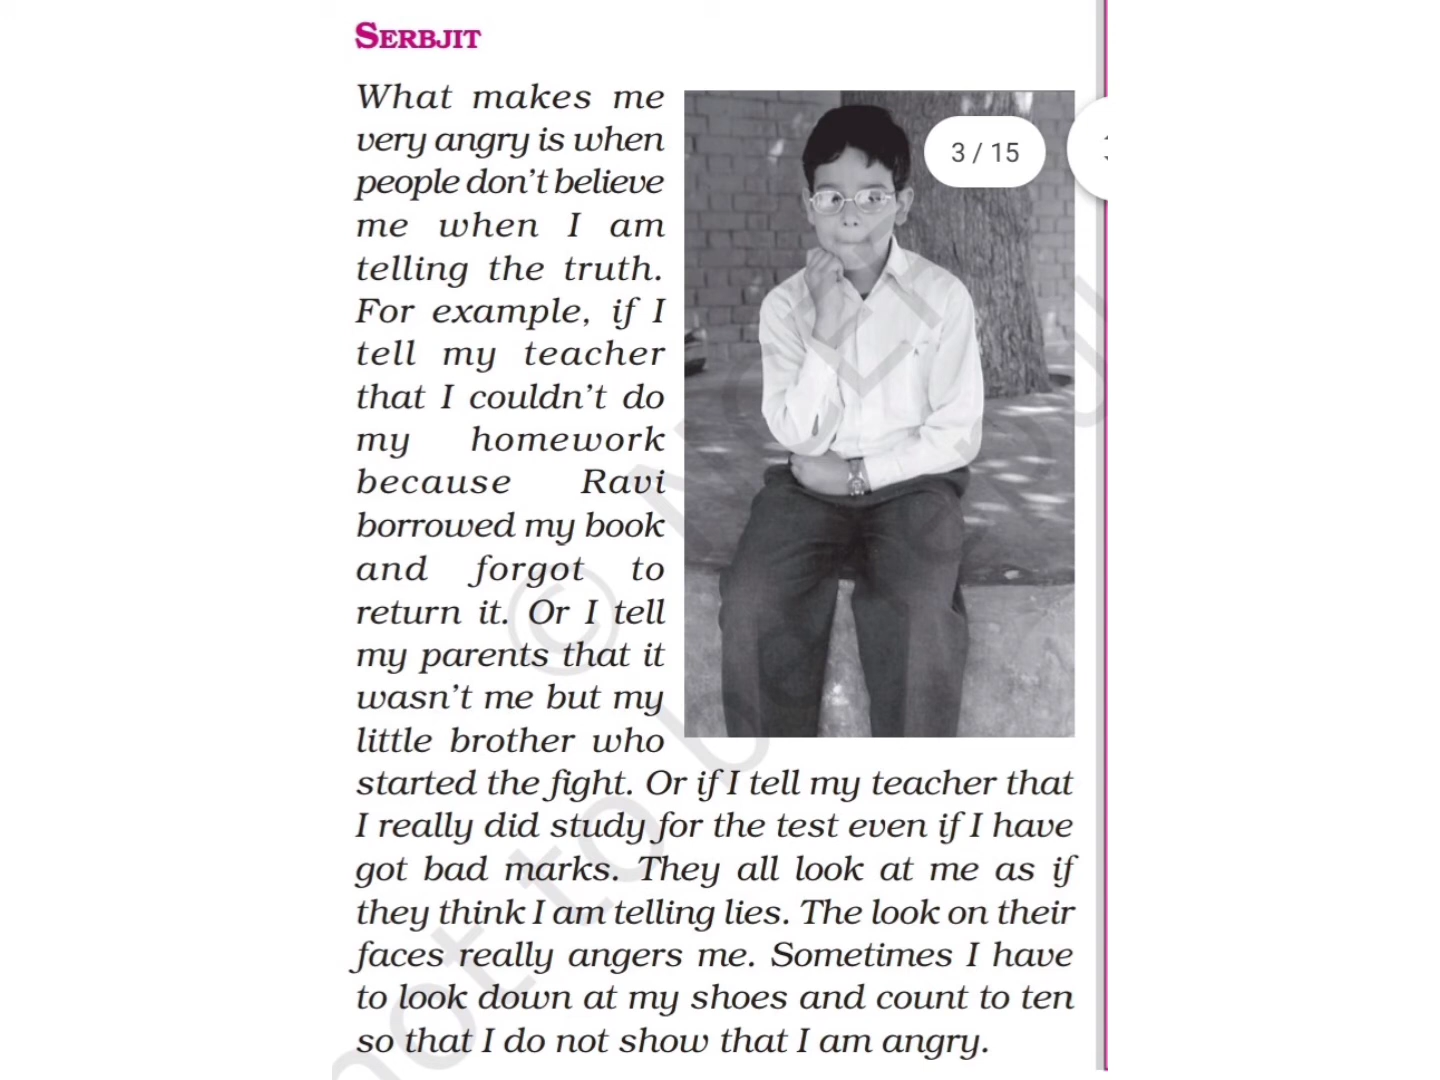 SERBJIT
What makes me
very angry is when
people don't believe
me when I am
telling the truth.
For example, if I
tell my teacher
that I couldn't do
my homework
because Ravi
borrowed my book
and forgot to
return it. Or I tell
my parents that it
wasn't me but my
little brother who
started the fight. Or if I tell my teacher that
I really did study for the test even if I have
got bad marks. They all look at me as if
they think I am telling lies. The look on their
faces really angers me. Sometimes I have
to look down at my shoes and count to ten
so that I do not show that I am angry.
3 / 15
© NCERT
not to be